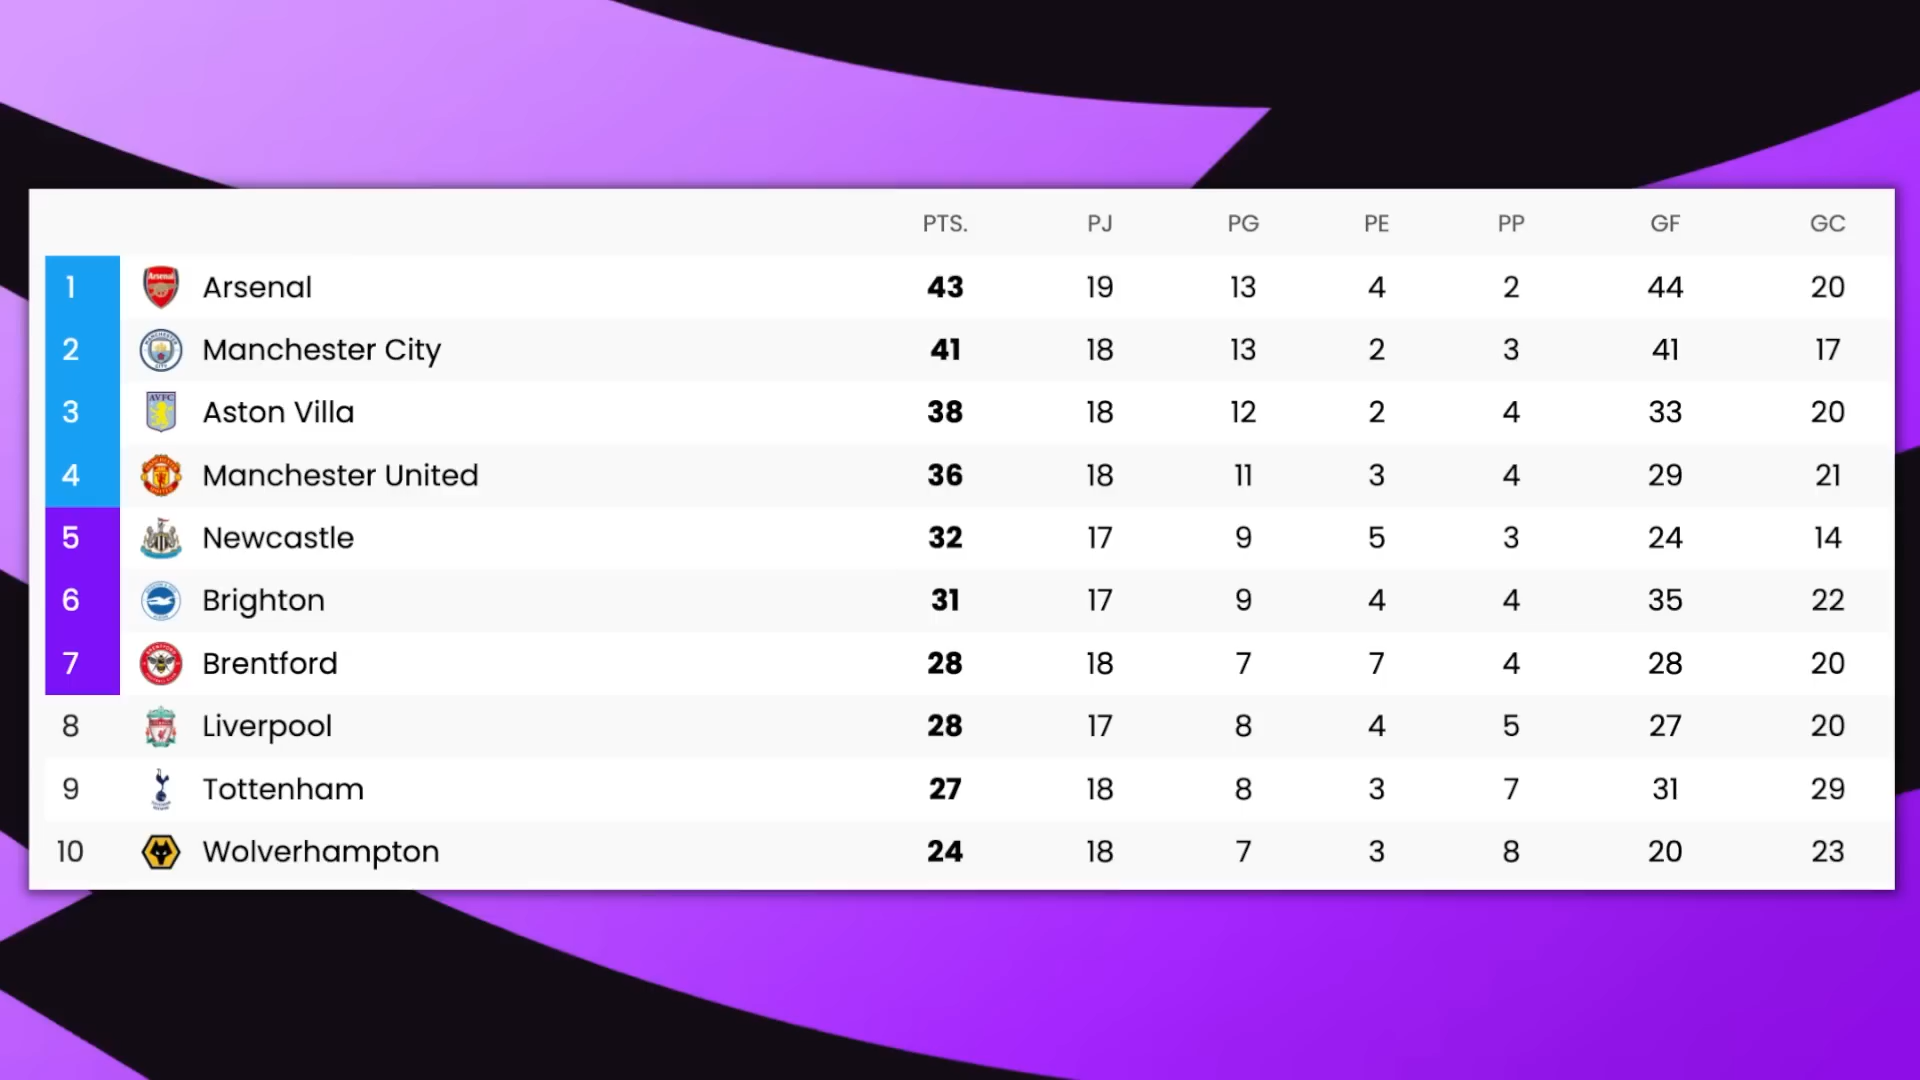 PTS. PJ PG PE PP GF GC
1 Arsenal 43 19 13 4 2 44 20
2 Manchester City 41 18 13 2 3 41 17
3 Aston Villa 38 18 12 2 4 33 20
4 Manchester United 36 18 11 3 4 29 21
5 Newcastle 32 17 9 5 3 24 14
6 Brighton 31 17 9 4 4 35 22
7 Brentford 28 18 7 7 4 28 20
8 Liverpool 28 17 8 4 5 27 20
9 Tottenham 27 18 8 3 7 31 29
10 Wolverhampton 24 18 7 3 8 20 23